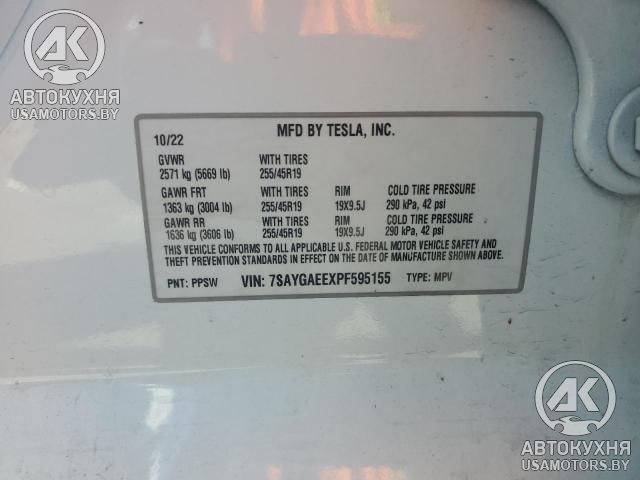 AK
АВТОКУХНЯ
USAMOTORS.BY
10/22 MFD BY TESLA, INC.
GVWR WITH TIRES
2571 kg (5669 lb) 255/45R19
GAWR FRT WITH TIRES RIM COLD TIRE PRESSURE
1363 kg (3004 lb) 255/45R19 19X9.5J 290 kPa, 42 psi
GAWR RR WITH TIRES RIM COLD TIRE PRESSURE
1636 kg (3606 lb) 255/45R19 19X9.5J 290 kPa, 42 psi
THIS VEHICLE CONFORMS TO ALL APPLICABLE U.S. FEDERAL MOTOR VEHICLE SAFETY AND
THEFT PREVENTION STANDARDS IN EFFECT ON THE DATE OF MANUFACTURE SHOWN ABOVE.
PNT: PPSW VIN: 7SAYGAEEXPF595155 TYPE: MPV
AK
АВТОКУХНЯ
USAMOTORS.BY